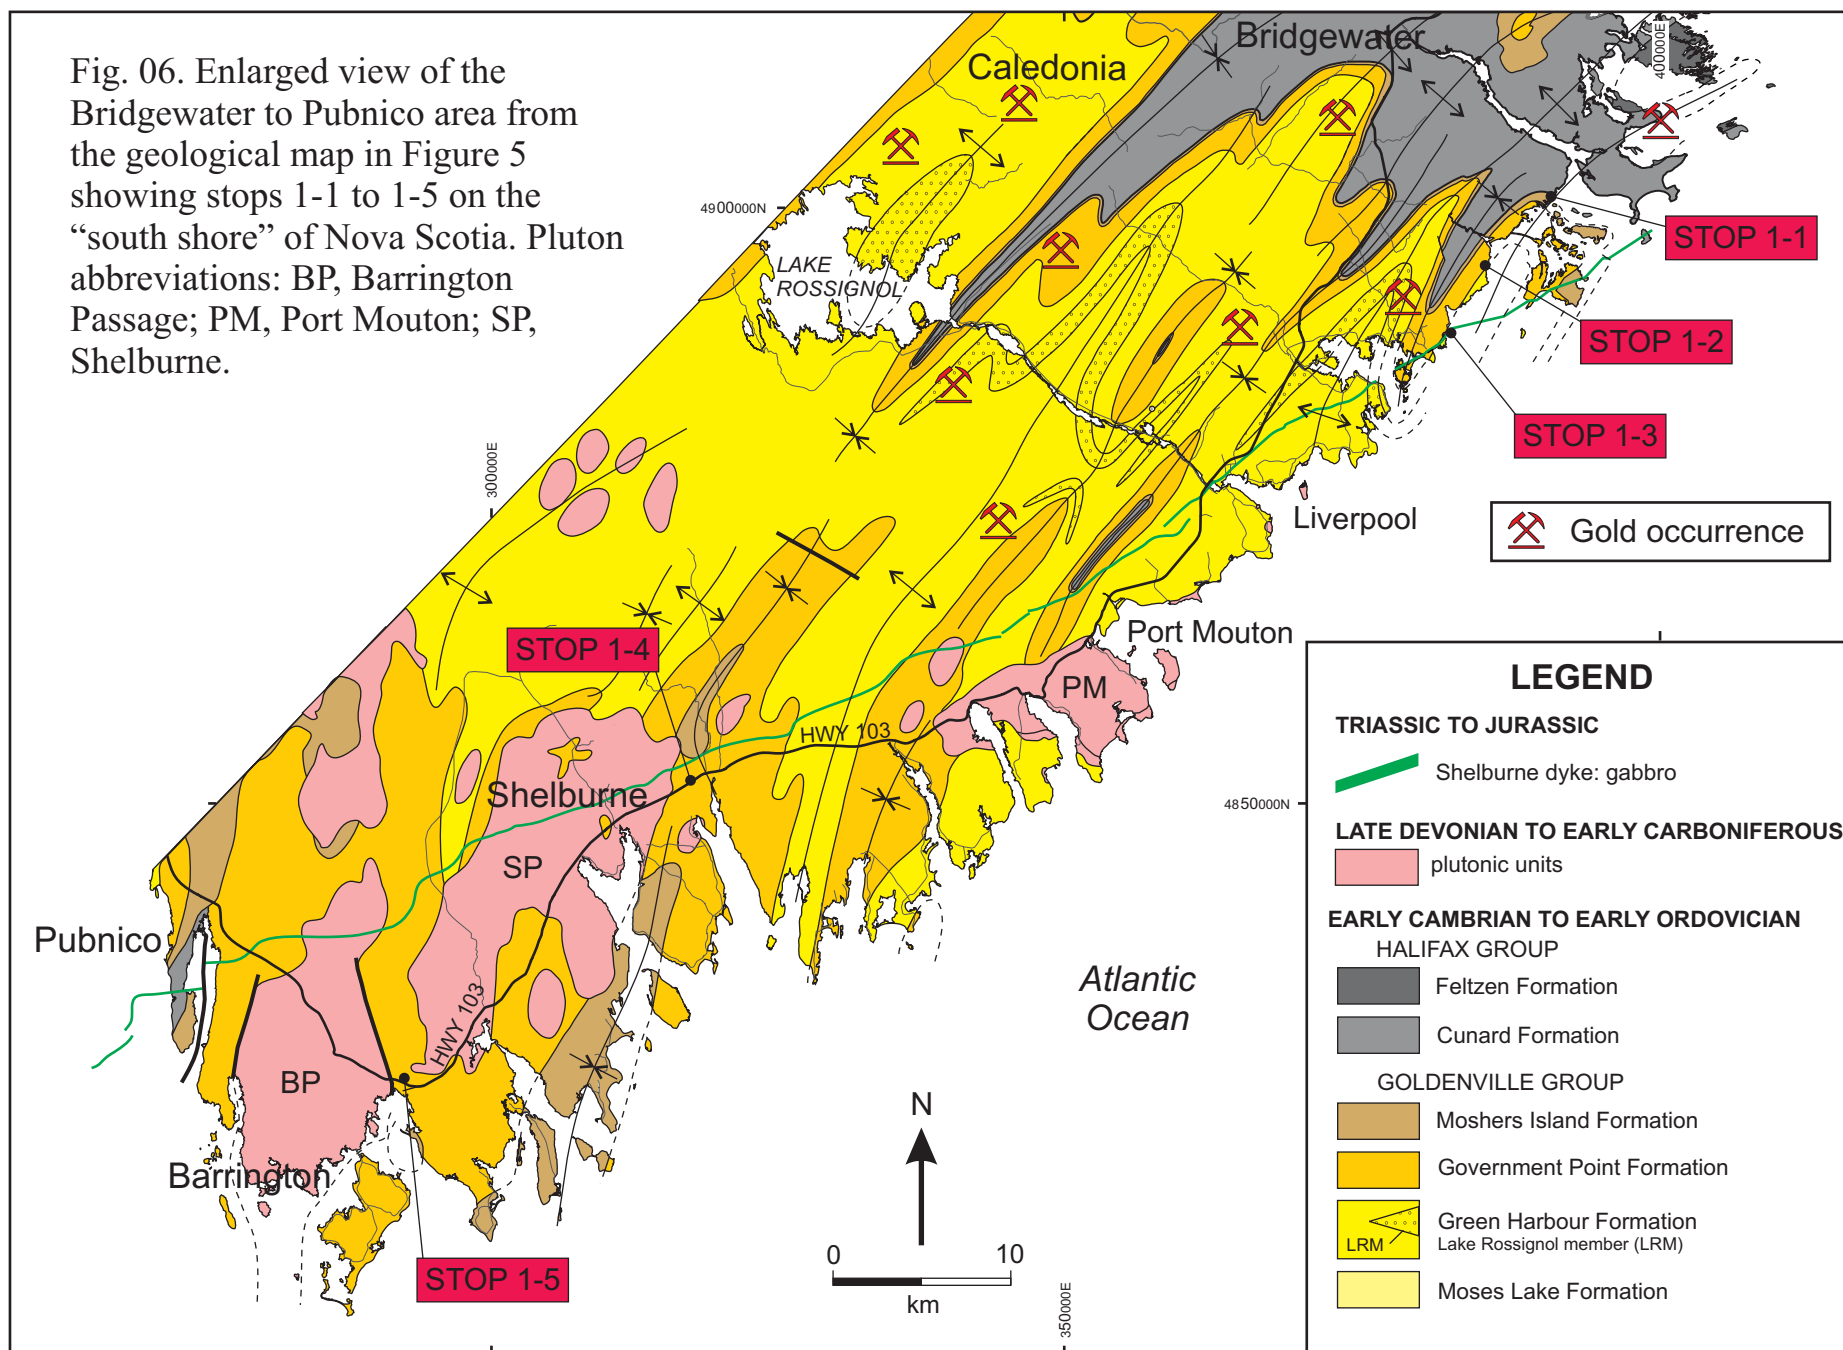 Fig. 06. Enlarged view of the
Bridgewater to Pubnico area from
the geological map in Figure 5
showing stops 1-1 to 1-5 on the
“south shore” of Nova Scotia. Pluton
abbreviations: BP, Barrington
Passage; PM, Port Mouton; SP,
Shelburne.
Bridgewater
Caledonia
400000E
4900000N
LAKE
ROSSIGNOL
STOP 1-1
STOP 1-2
STOP 1-3
300000E
Liverpool
Gold occurrence
STOP 1-4
Port Mouton
PM
HWY 103
Shelburne
SP
4850000N
Pubnico
HWY 103
BP
Atlantic
Ocean
Barrington
N
STOP 1-5
0 10
km
350000E
LEGEND
TRIASSIC TO JURASSIC
Shelburne dyke: gabbro
LATE DEVONIAN TO EARLY CARBONIFEROUS
plutonic units
EARLY CAMBRIAN TO EARLY ORDOVICIAN
HALIFAX GROUP
Feltzen Formation
Cunard Formation
GOLDENVILLE GROUP
Moshers Island Formation
Government Point Formation
Green Harbour Formation
LRM Lake Rossignol member (LRM)
Moses Lake Formation